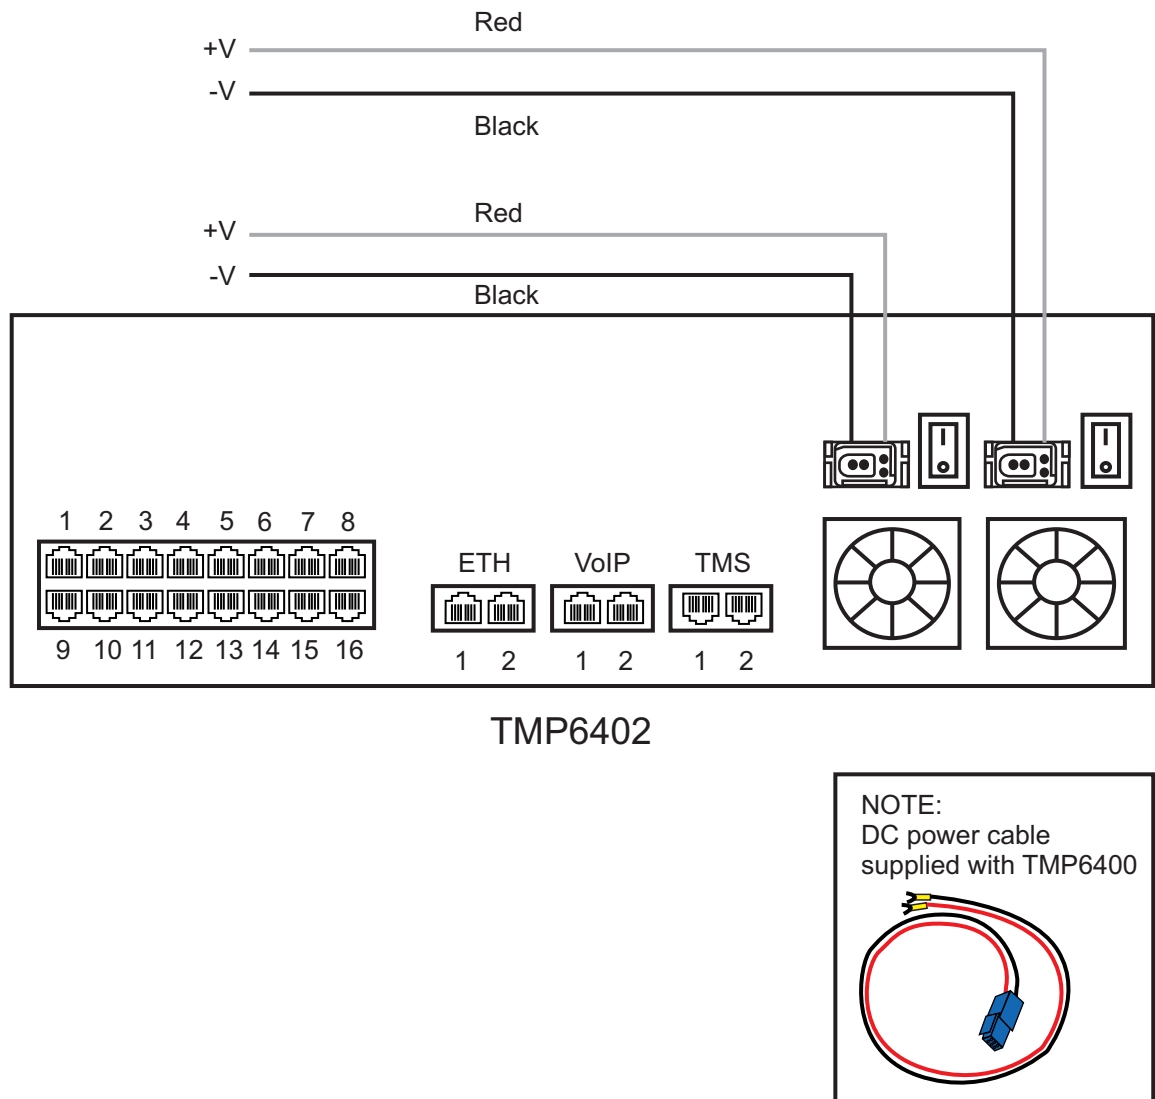 Red
+V
-V
Black
Red
+V
-V
Black
1 2 3 4 5 6 7 8
ETH VoIP TMS
9 10 11 12 13 14 15 16
1 2 1 2 1 2
TMP6402
NOTE:
DC power cable
supplied with TMP6400